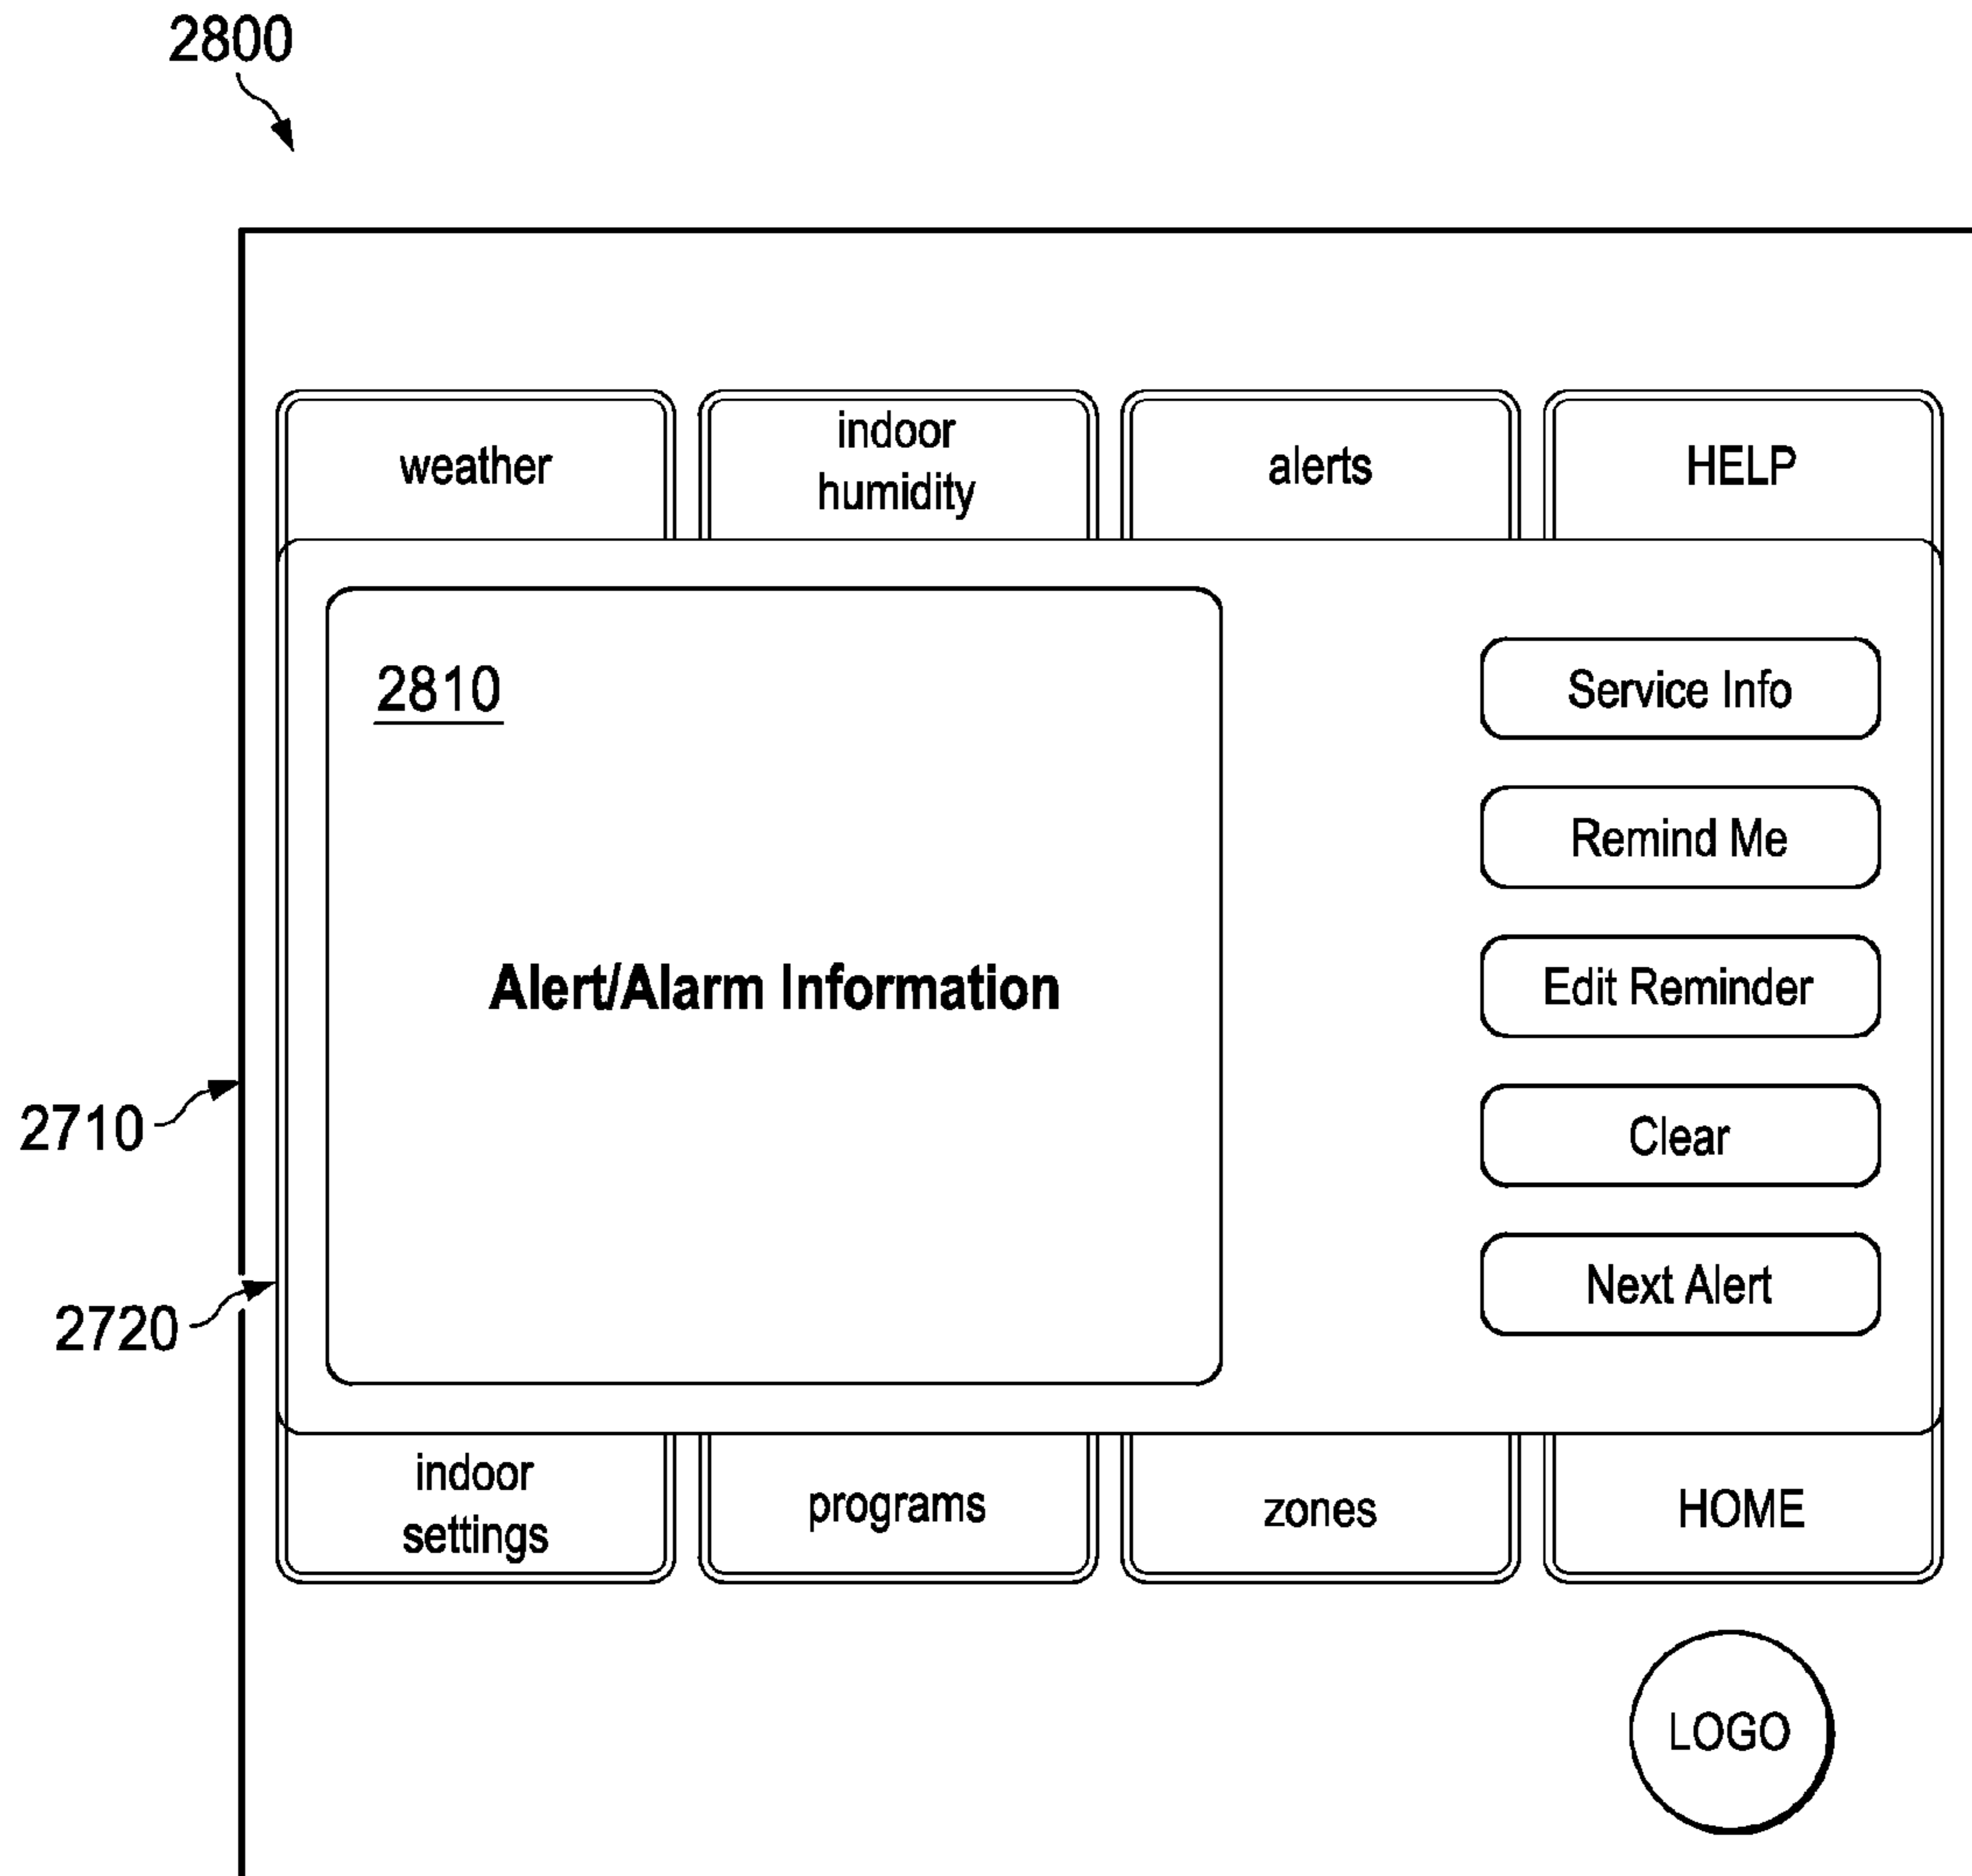 2800
weather
indoor
humidity
alerts
HELP
2810
Alert/Alarm Information
Service Info
Remind Me
Edit Reminder
Clear
Next Alert
2710
2720
indoor
settings
programs
zones
HOME
LOGO